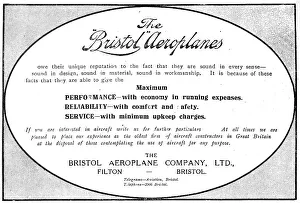 The
"Bristol" Aeroplanes
owe their unique reputation to the fact that they are sound in every sense—
sound in design, sound in material, sound in workmanship. It is because of these
facts that they are able to give the
Maximum
PERFORMANCE—with economy in running expenses.
RELIABILITY—with comfort and safety.
SERVICE—with minimum upkeep charges.
If you are interested in aircraft write us for further particulars At all times we are
pleased to place our experience as the oldest firm of aircraft constructors in Great Britain
at the disposal of those contemplating the use of aircraft for any purpose.
THE
BRISTOL AEROPLANE COMPANY, LTD.,
FILTON — BRISTOL.
Telegrams—Aviation, Bristol.